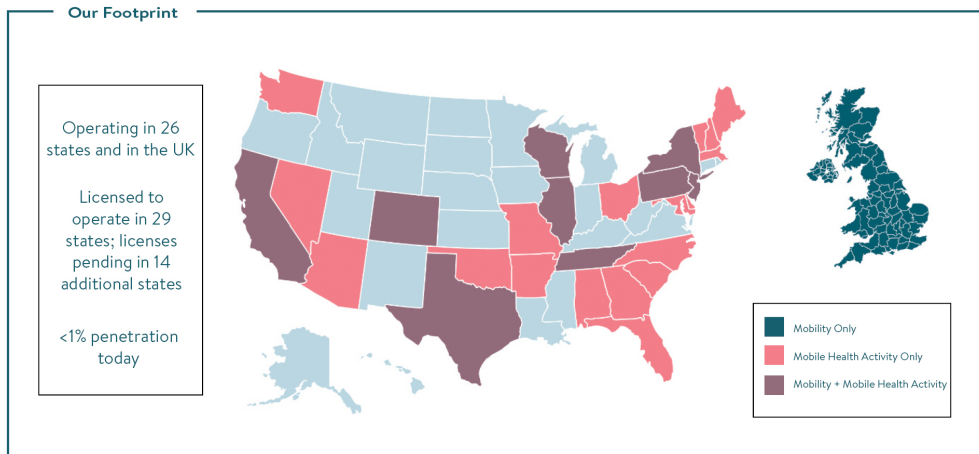 Our Footprint
Operating in 26
states and in the UK
Licensed to
operate in 29
states; licenses
pending in 14
additional states
<1% penetration
today
Mobility Only
Mobile Health Activity Only
Mobility + Mobile Health Activity